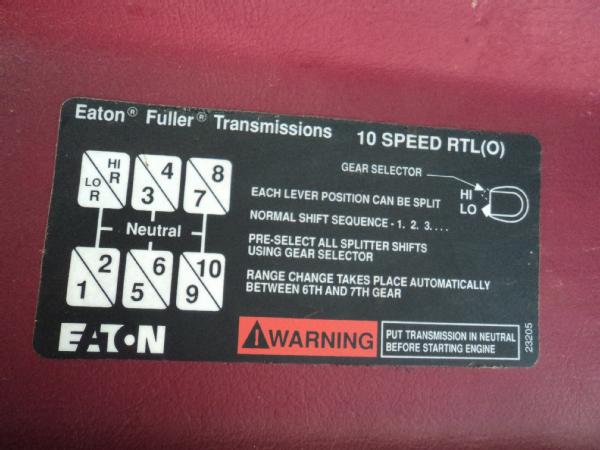 Eaton® Fuller® Transmissions 10 SPEED RTL(O)
GEAR SELECTOR
HI
LO
LO R HI R
3 4
7 8
Neutral
1 2
5 6
9 10
EACH LEVER POSITION CAN BE SPLIT
NORMAL SHIFT SEQUENCE - 1. 2. 3....
PRE-SELECT ALL SPLITTER SHIFTS
USING GEAR SELECTOR
RANGE CHANGE TAKES PLACE AUTOMATICALLY
BETWEEN 6TH AND 7TH GEAR
EATON
WARNING
PUT TRANSMISSION IN NEUTRAL
BEFORE STARTING ENGINE
23205